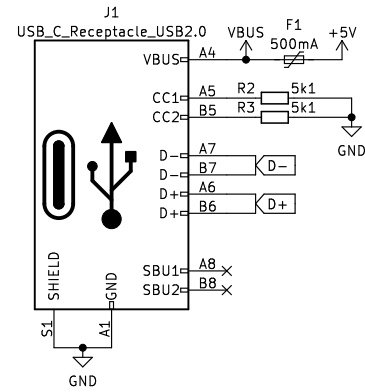 J1
USB_C_Receptacle_USB2.0
VBUS
F1
500mA
+5V
VBUS A4
CC1 A5 R2 5k1
CC2 B5 R3 5k1
GND
D- A7
D- B7 D-
D+ A6
D+ B6 D+
SBU1 A8
SBU2 B8
SHIELD GND
S1 A1
GND